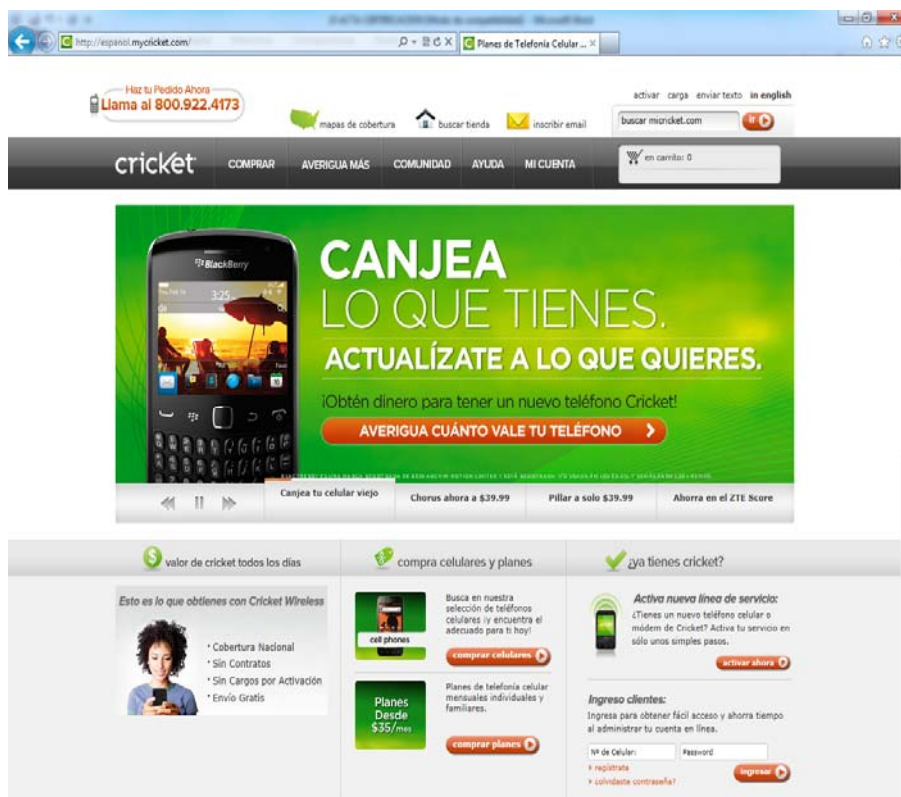 http://espanol.mycricket.com/
Planes de Telefonía Celular ...
Haz tu Pedido Ahora
Llama al 800.922.4173
mapas de cobertura
buscar tienda
inscribir email
activar carga enviar texto in english
buscar micricket.com
ir
cricket
COMPRAR
AVERIGUA MÁS
COMUNIDAD
AYUDA
MI CUENTA
en carrito: 0
BlackBerry
3:25
CANJEA
LO QUE TIENES.
ACTUALÍZATE A LO QUE QUIERES.
¡Obtén dinero para tener un nuevo teléfono Cricket!
AVERIGUA CUÁNTO VALE TU TELÉFONO
Canjea tu celular viejo
Chorus ahora a $39.99
Pillar a solo $39.99
Ahorra en el ZTE Score
valor de cricket todos los días
Esto es lo que obtienes con Cricket Wireless
• Cobertura Nacional
• Sin Contratos
• Sin Cargos por Activación
• Envío Gratis
compra celulares y planes
cell phones
Busca en nuestra
selección de teléfonos
celulares ¡y encuentra el
adecuado para ti hoy!
comprar celulares
Planes
Desde
$35/mes
Planes de telefonía celular
mensuales individuales y
familiares.
comprar planes
¿ya tienes cricket?
Activa nueva línea de servicio:
¿Tienes un nuevo teléfono celular o
módem de Cricket? Activa tu servicio en
sólo unos simples pasos.
activar ahora
Ingreso clientes:
Ingresa para obtener fácil acceso y ahorra tiempo
al administrar tu cuenta en línea.
Nº de Celular:
Password
regístrate
¿olvidaste contraseña?
ingresar